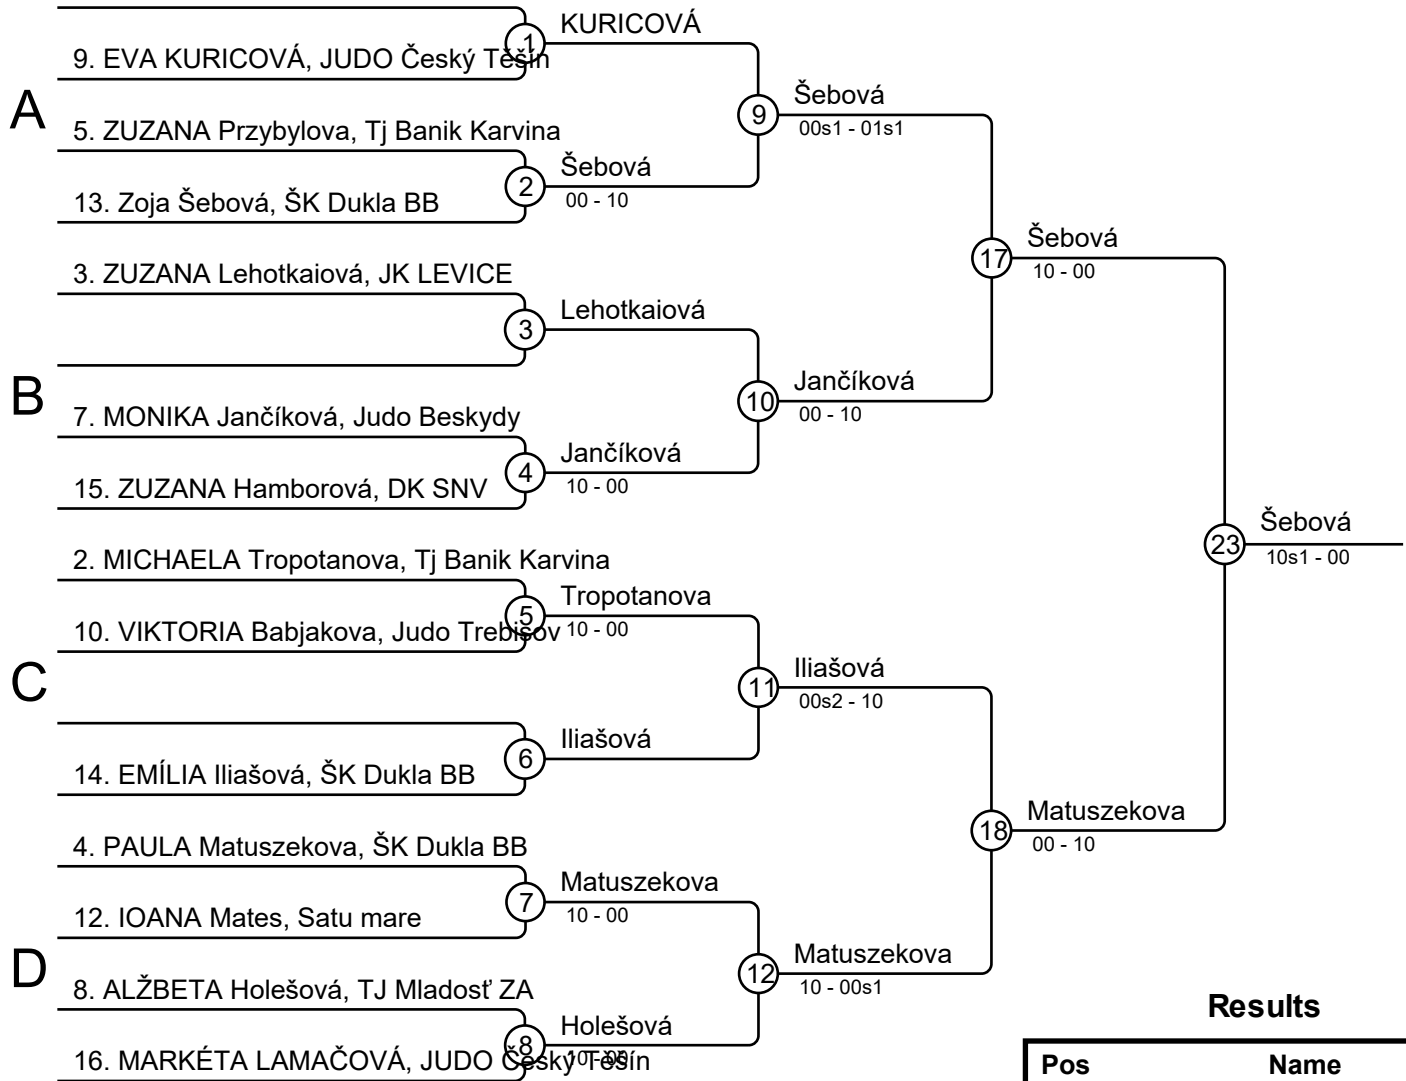 KURICOVÁ
1
9. EVA KURICOVÁ, JUDO Český Těšín
A
Šebová
9
00s1 - 01s1
5. ZUZANA Przybylova, Tj Banik Karvina
Šebová
2
00 - 10
13. Zoja Šebová, ŠK Dukla BB
Šebová
17
10 - 00
3. ZUZANA Lehotkaiová, JK LEVICE
Lehotkaiová
3
B
Jančíková
10
00 - 10
7. MONIKA Jančíková, Judo Beskydy
Jančíková
4
10 - 00
15. ZUZANA Hamborová, DK SNV
Šebová
23
10s1 - 00
2. MICHAELA Tropotanova, Tj Banik Karvina
Tropotanova
5
10 - 00
10. VIKTORIA Babjakova, Judo Trebišov
C
Iliašová
11
00s2 - 10
Iliašová
6
14. EMÍLIA Iliašová, ŠK Dukla BB
Matuszekova
18
00 - 10
4. PAULA Matuszekova, ŠK Dukla BB
Matuszekova
7
10 - 00
12. IOANA Mates, Satu mare
D
Matuszekova
12
10 - 00s1
8. ALŽBETA Holešová, TJ Mladosť ZA
Holešová
8
10 - 00
16. MARKÉTA LAMAČOVÁ, JUDO Český Těšín
Results
Pos Name